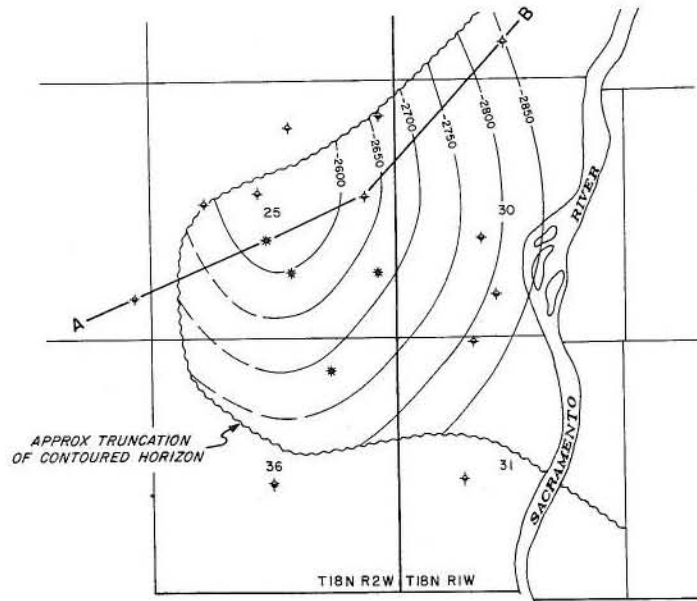 B
-2600
-2650
-2700
-2750
-2800
-2850
25
30
RIVER
A
APPROX TRUNCATION
OF CONTOURED HORIZON
36
31
SACRAMENTO
T18N R2W
T18N R1W